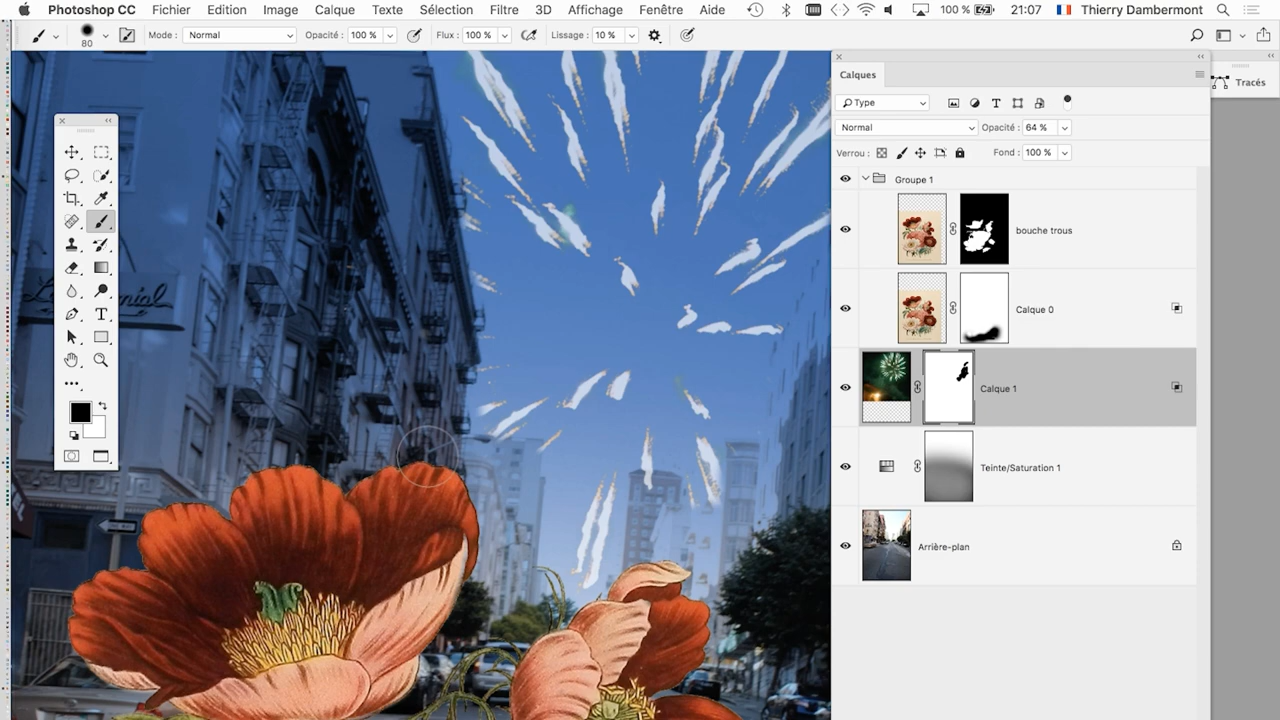 Photoshop CC Fichier Edition Image Calque Texte Sélection Filtre 3D Affichage Fenêtre Aide 100 % 21:07 Thierry Dambermont
80 Mode : Normal Opacité : 100 % Flux : 100 % Lissage : 10 %
Calques
Tracés
Type
Normal Opacité : 64 %
Verrou : Fond : 100 %
Groupe 1
bouche trous
Calque 0
Calque 1
Teinte/Saturation 1
Arrière-plan